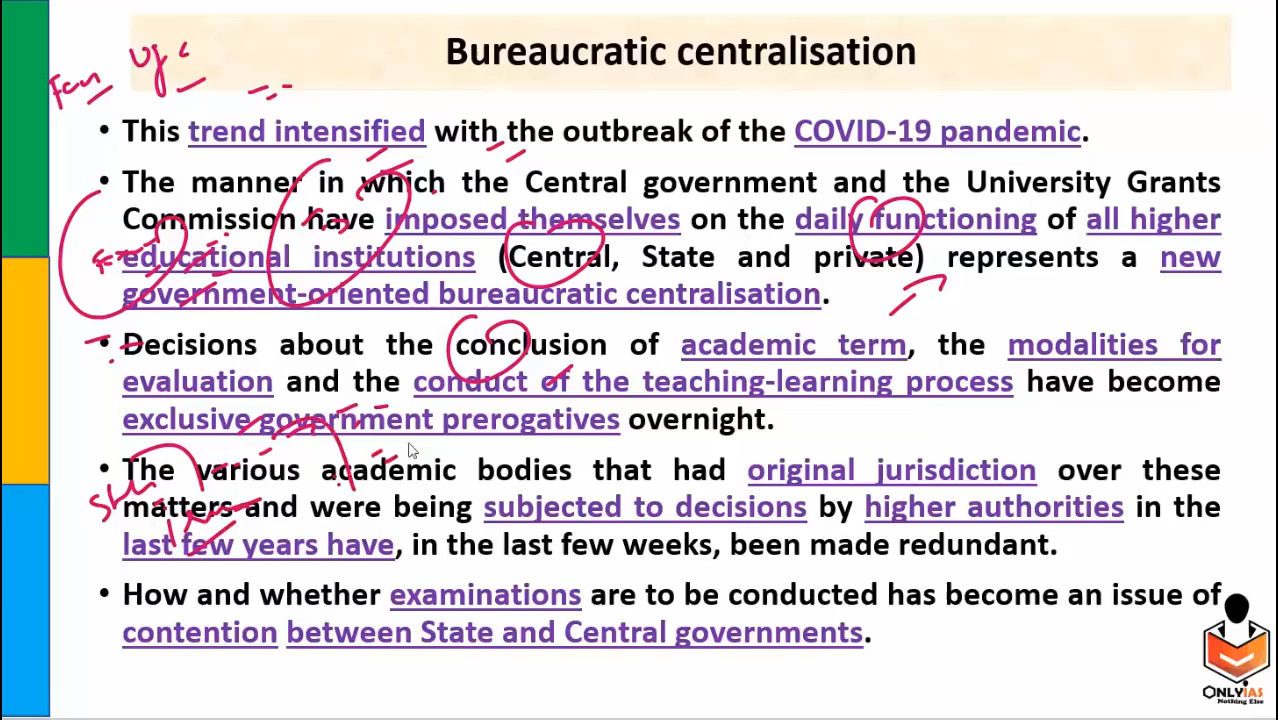 Bureaucratic centralisation
• This trend intensified with the outbreak of the COVID-19 pandemic.
• The manner in which the Central government and the University Grants
Commission have imposed themselves on the daily functioning of all higher
educational institutions (Central, State and private) represents a new
government-oriented bureaucratic centralisation.
• Decisions about the conclusion of academic term, the modalities for
evaluation and the conduct of the teaching-learning process have become
exclusive government prerogatives overnight.
• The various academic bodies that had original jurisdiction over these
matters and were being subjected to decisions by higher authorities in the
last few years have, in the last few weeks, been made redundant.
• How and whether examinations are to be conducted has become an issue of
contention between State and Central governments.
ONLYIAS
Nothing Else